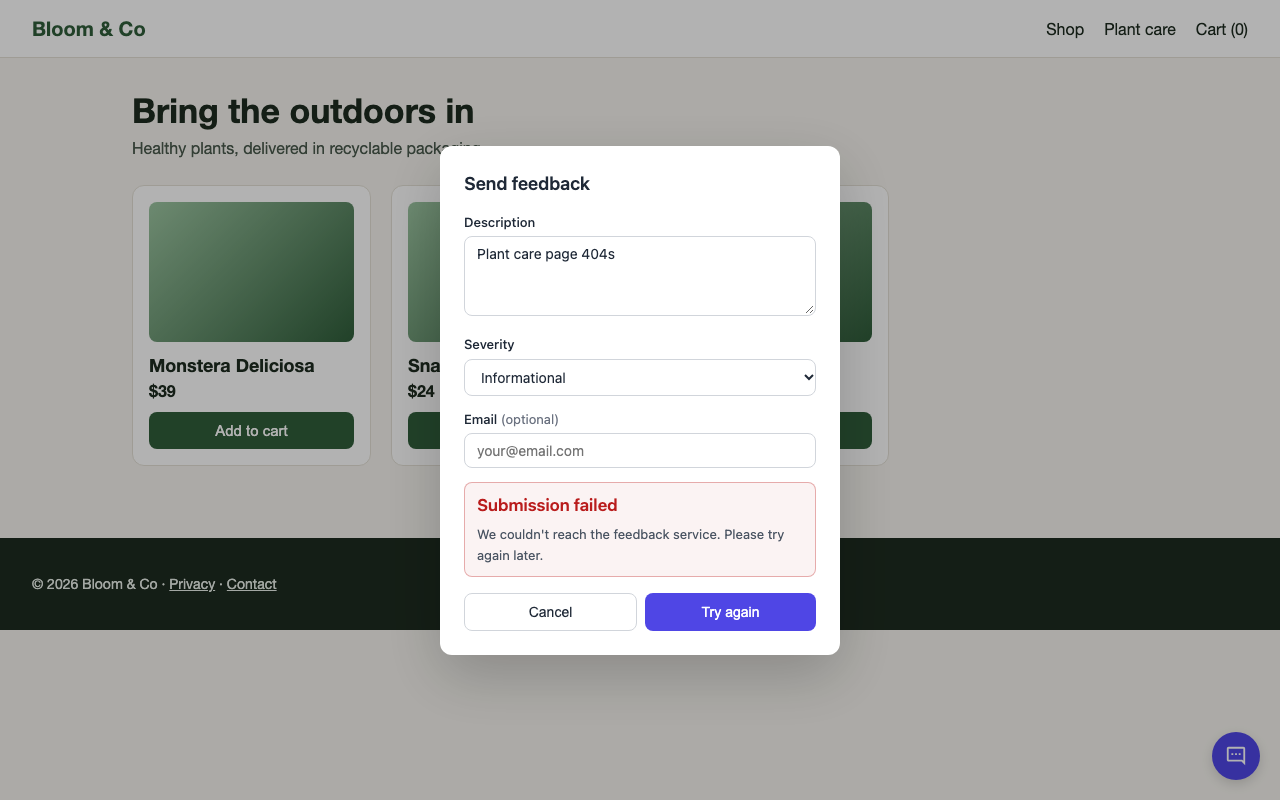 Bloom & Co
Shop
Plant care
Cart (0)
Bring the outdoors in
Healthy plants, delivered in recyclable packaging
Send feedback
Description
Plant care page 404s
Severity
Informational
Email (optional)
your@email.com
Submission failed
We couldn't reach the feedback service. Please try
again later.
Cancel
Try again
Monstera Deliciosa
$39
Add to cart
$24
© 2026 Bloom & Co · Privacy · Contact